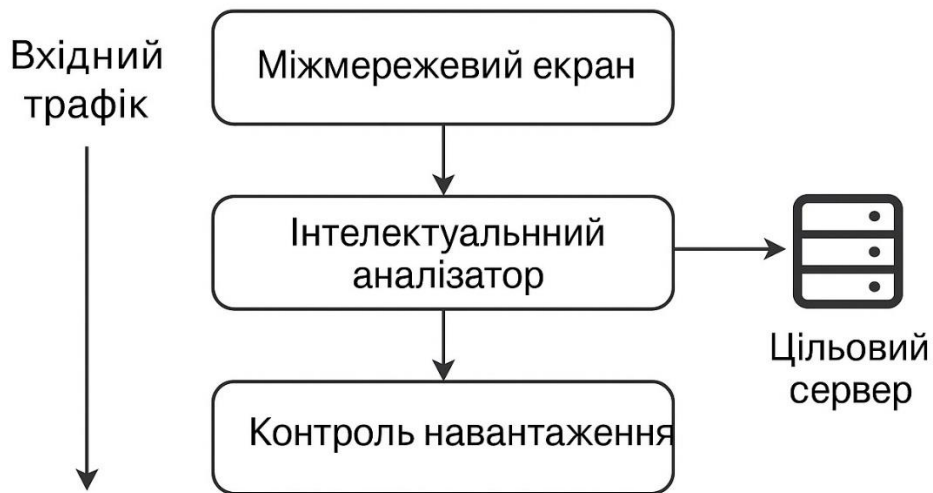 Вхідний
трафік
Міжмережевий екран
Інтелектуальнний
аналізатор
Цільовий
сервер
Контроль навантаження